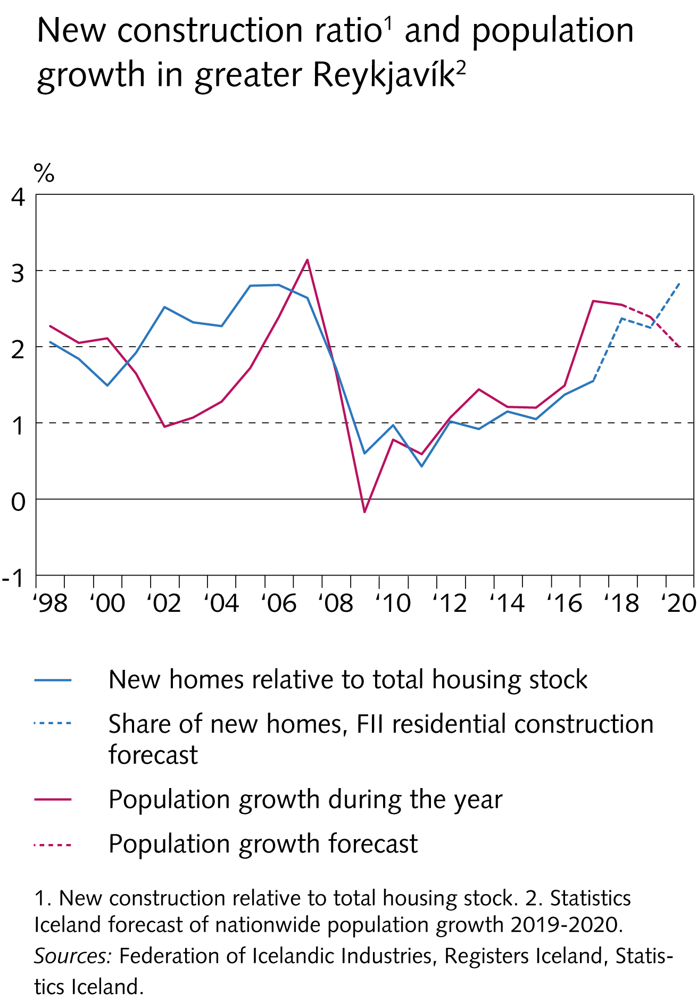 New construction ratio¹ and population
growth in greater Reykjavík²
%
4
3
2
1
0
-1
‘98 ‘00 ‘02 ‘04 ‘06 ‘08 ‘10 ‘12 ‘14 ‘16 ‘18 ‘20
New homes relative to total housing stock
Share of new homes, FII residential construction
forecast
Population growth during the year
Population growth forecast
1. New construction relative to total housing stock. 2. Statistics
Iceland forecast of nationwide population growth 2019-2020.
Sources: Federation of Icelandic Industries, Registers Iceland, Statis-
tics Iceland.